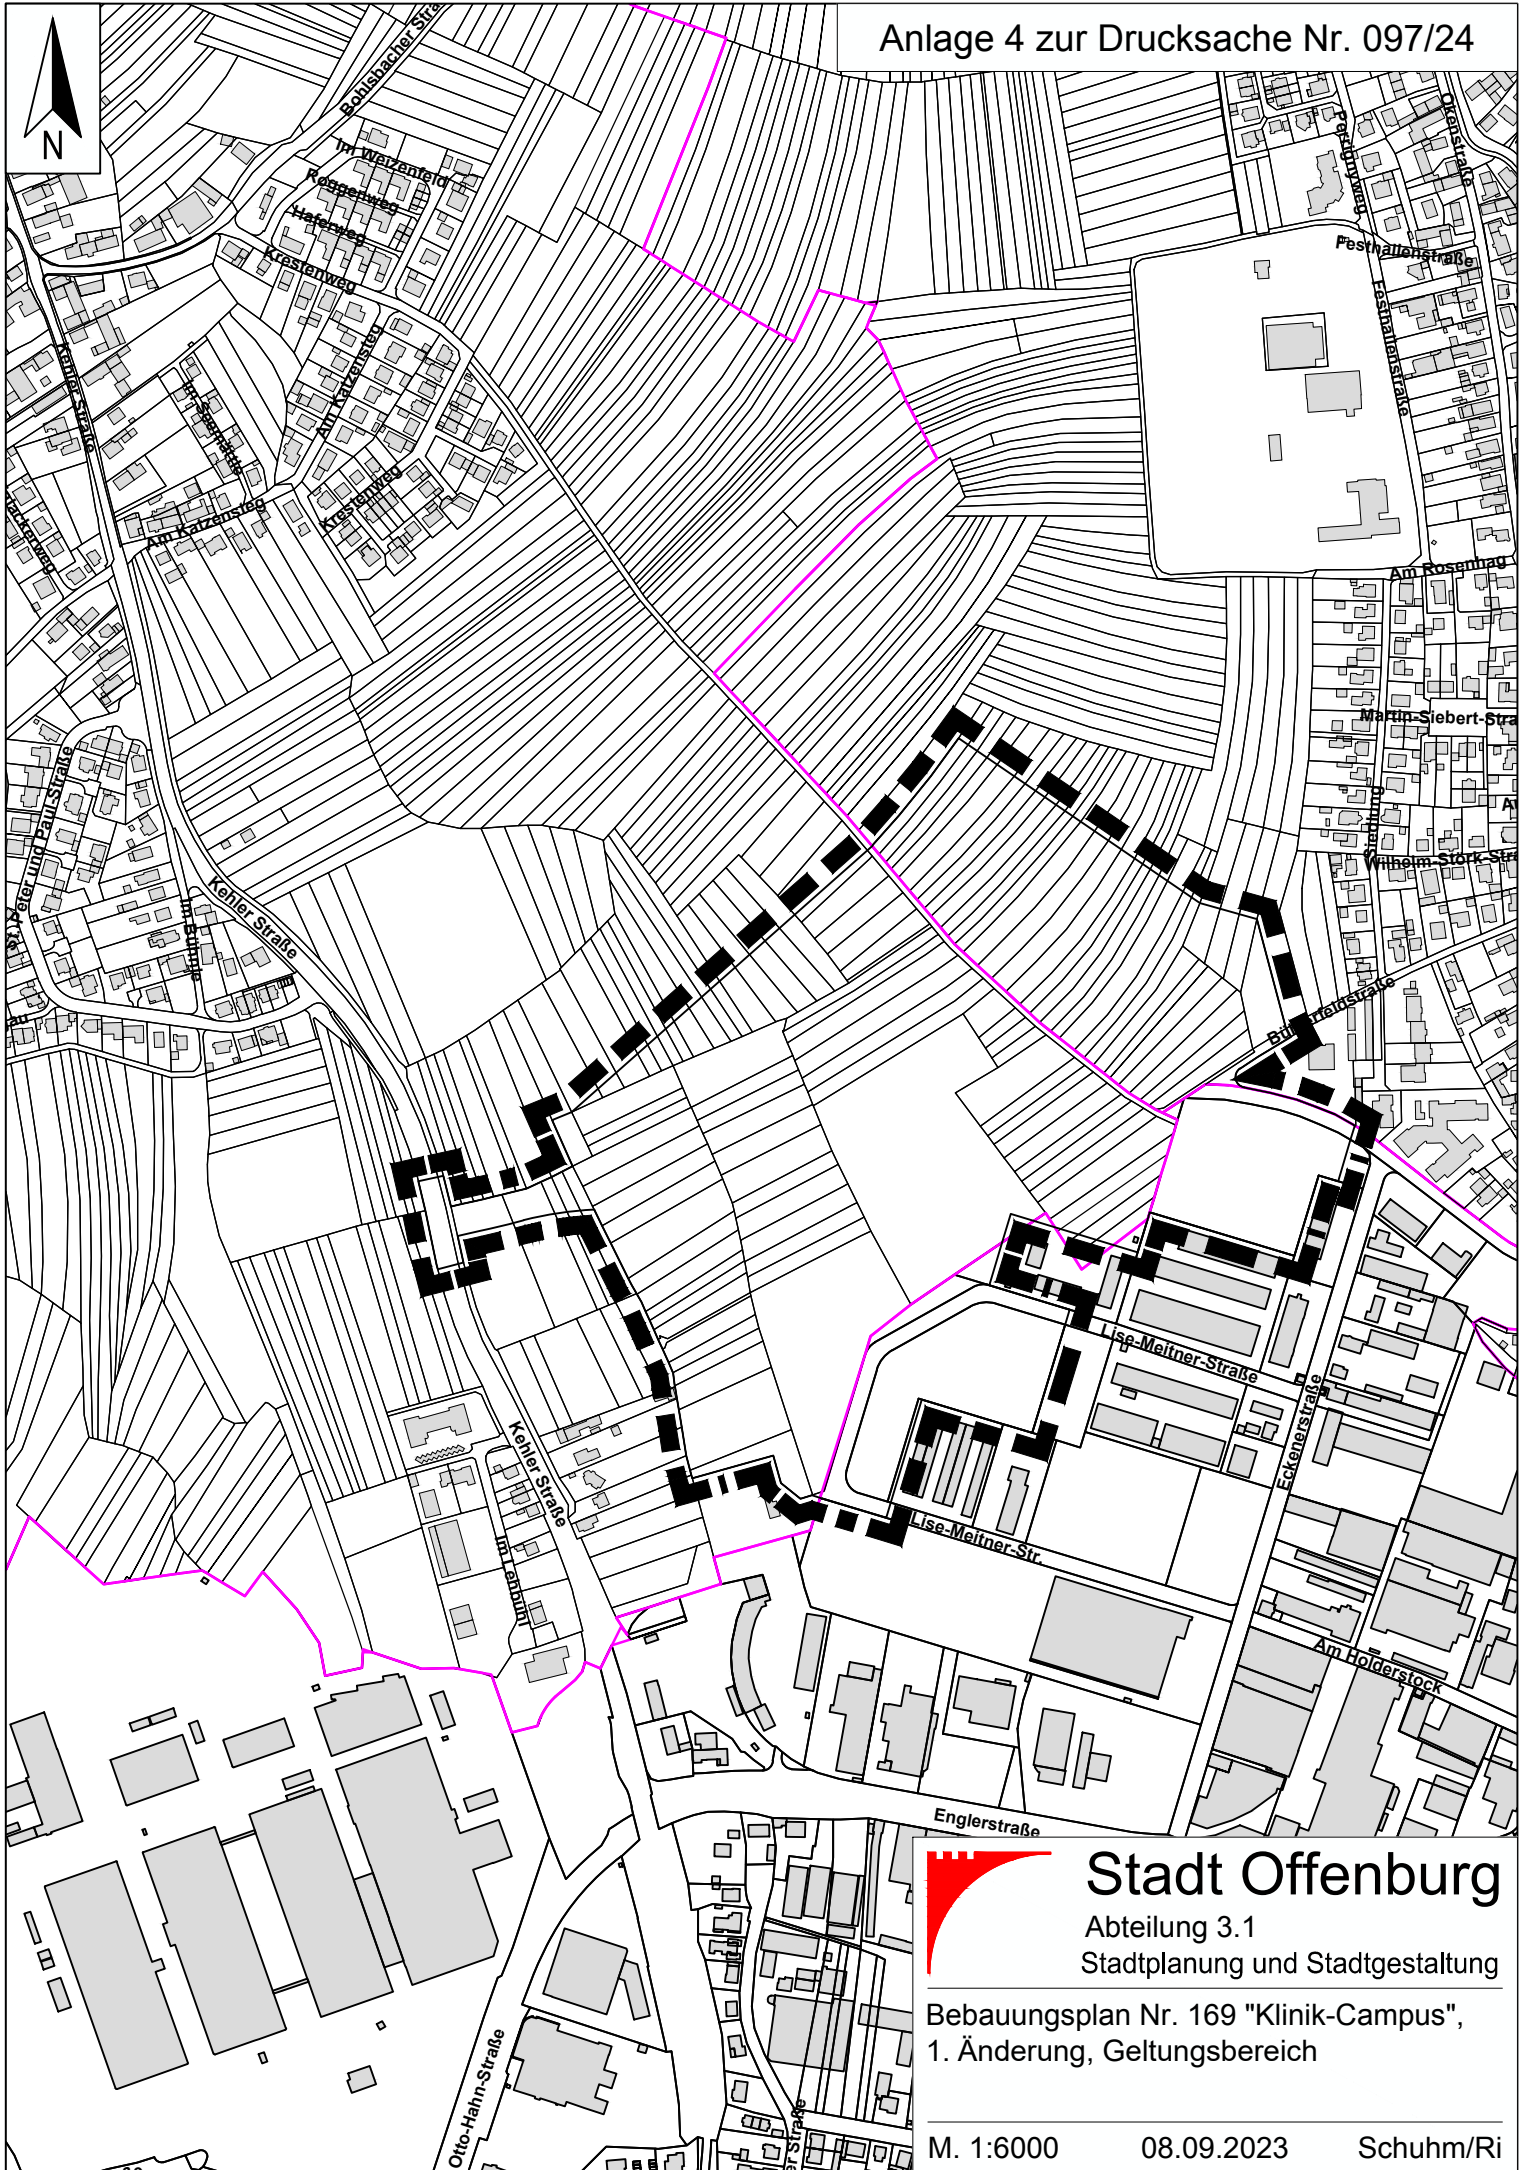 Anlage 4 zur Drucksache Nr. 097/24
N
Bohlsbacher
Im Weizenfeld
Roggenweg
Haferweg
Krestenweg
Kehler Straße
Am Katzensteg
Am Katzensteg
Krestenweg
Perrignyweg
Okenstraße
Festhallenstraße
Festhallenstraße
Am Rosenhag
Martin-Siebert-Stra
Siedlung
Wilhelm-Stork-Str
St. Peter und Paul-Straße
Im Bühnle
Kehler Straße
Lise-Meitner-Straße
Eckenerstraße
Kehler Straße
Im Lehbühl
Lise-Meitner-Str.
Am Holderstock
Englerstraße
Otto-Hahn-Straße
er Straße
Stadt Offenburg
Abteilung 3.1
Stadtplanung und Stadtgestaltung
Bebauungsplan Nr. 169 "Klinik-Campus",
1. Änderung, Geltungsbereich
M. 1:6000 08.09.2023 Schuhm/Ri